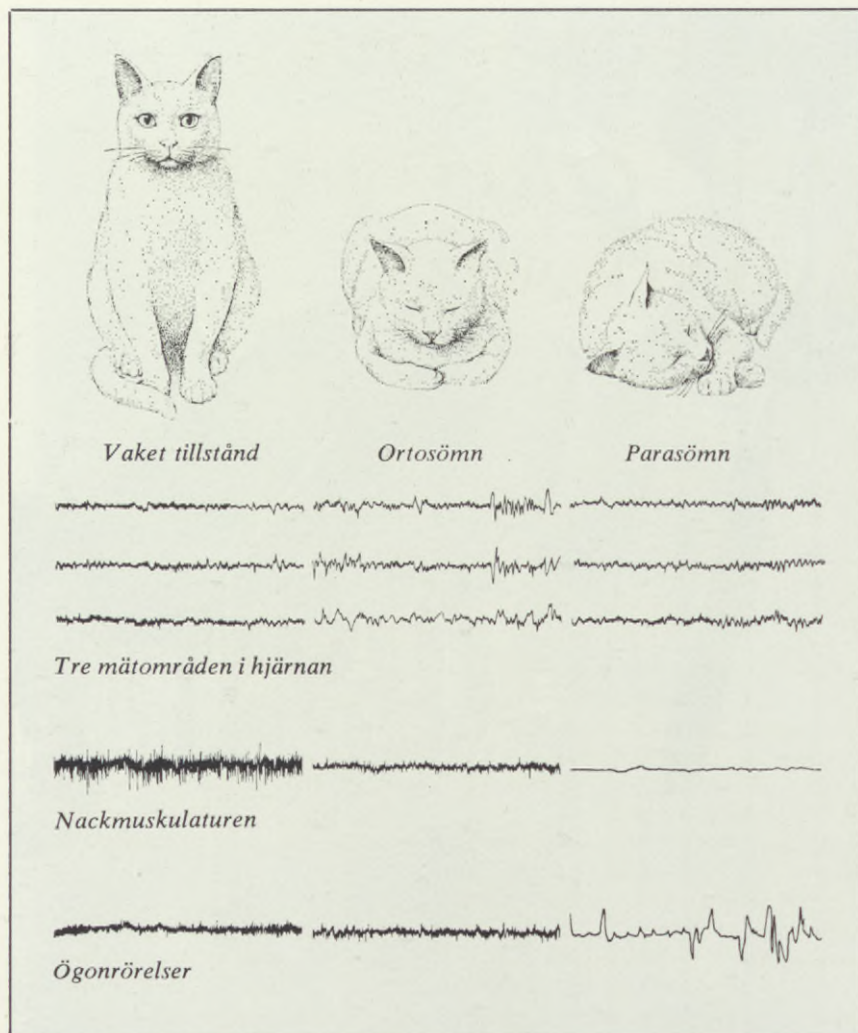 Vaket tillstånd Ortosömn Parasömn
Tre mätområden i hjärnan
Nackmuskulaturen
Ögonrörelser